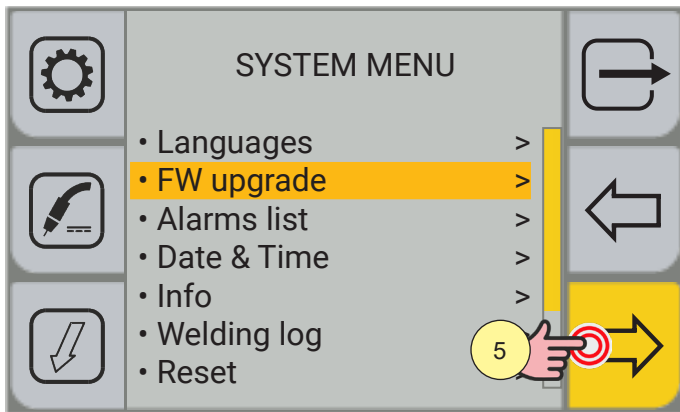 SYSTEM MENU
• Languages >
• FW upgrade >
• Alarms list >
• Date & Time >
• Info >
• Welding log
• Reset
5